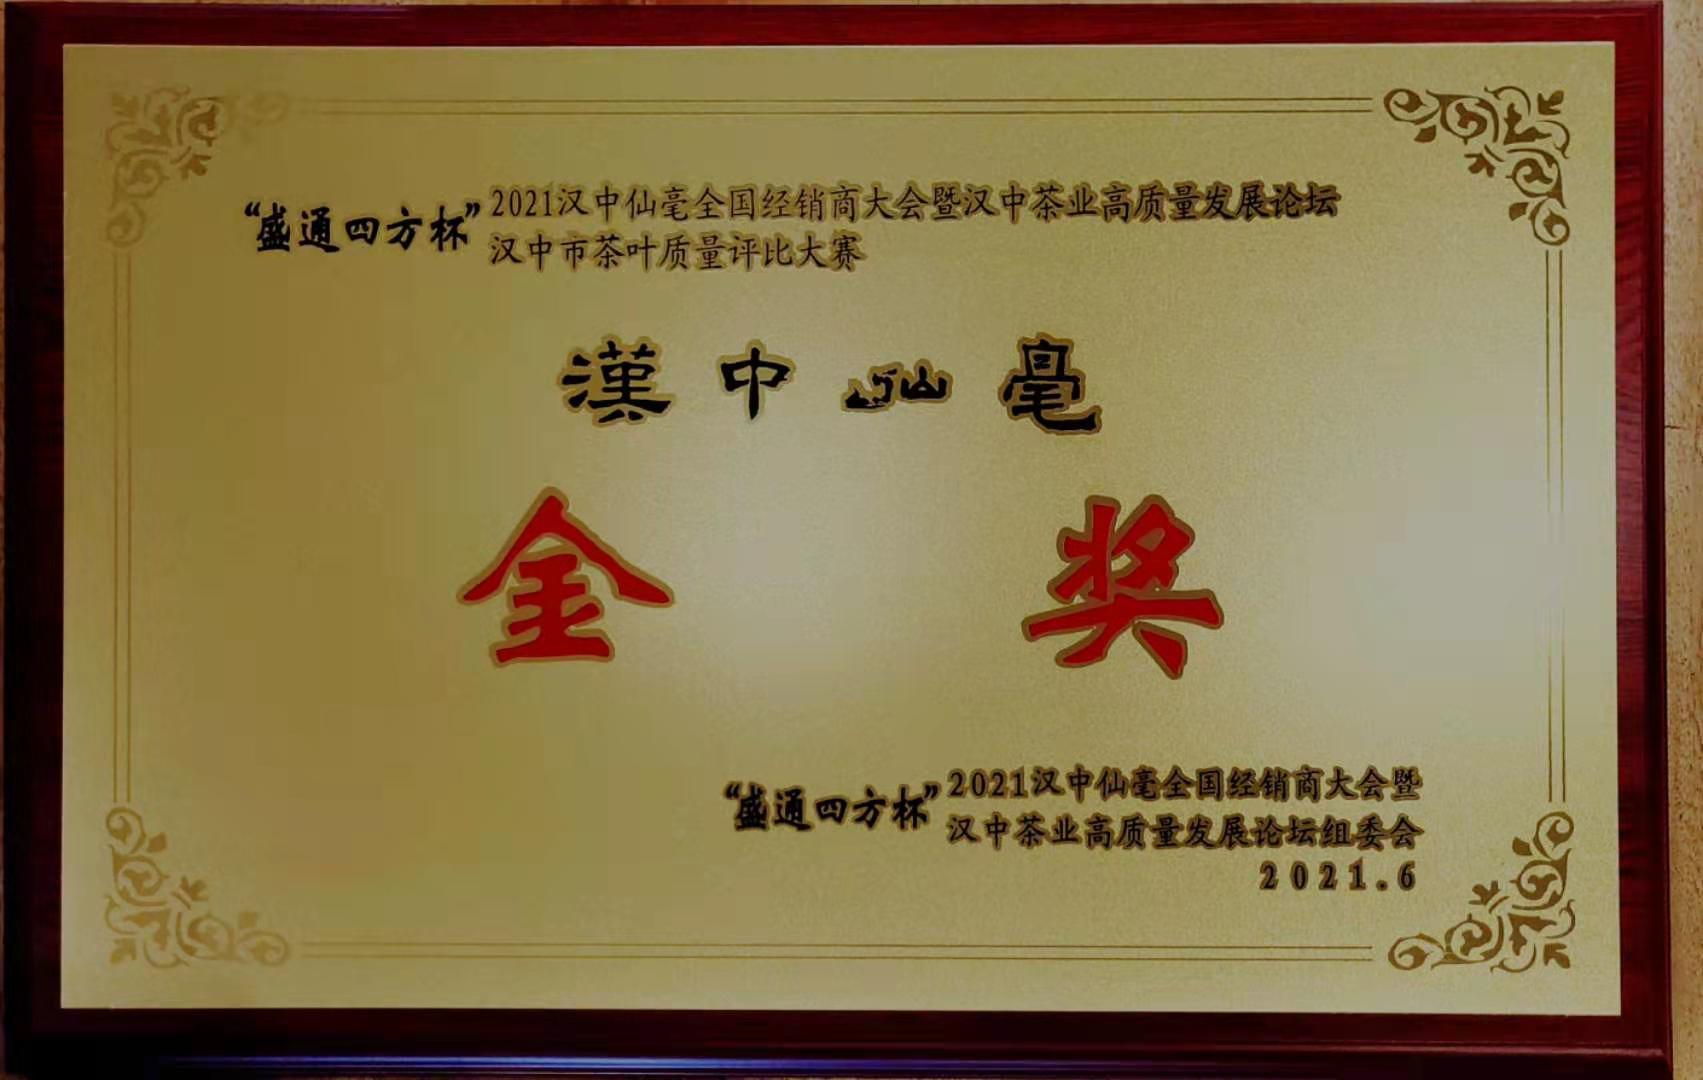 “盛通四方杯”2021汉中仙毫全国经销商大会暨汉中茶业高质量发展论坛
汉中市茶叶质量评比大赛
漢中仙毫
金奖
“盛通四方杯”2021汉中仙毫全国经销商大会暨
汉中茶业高质量发展论坛组委会
2021.6